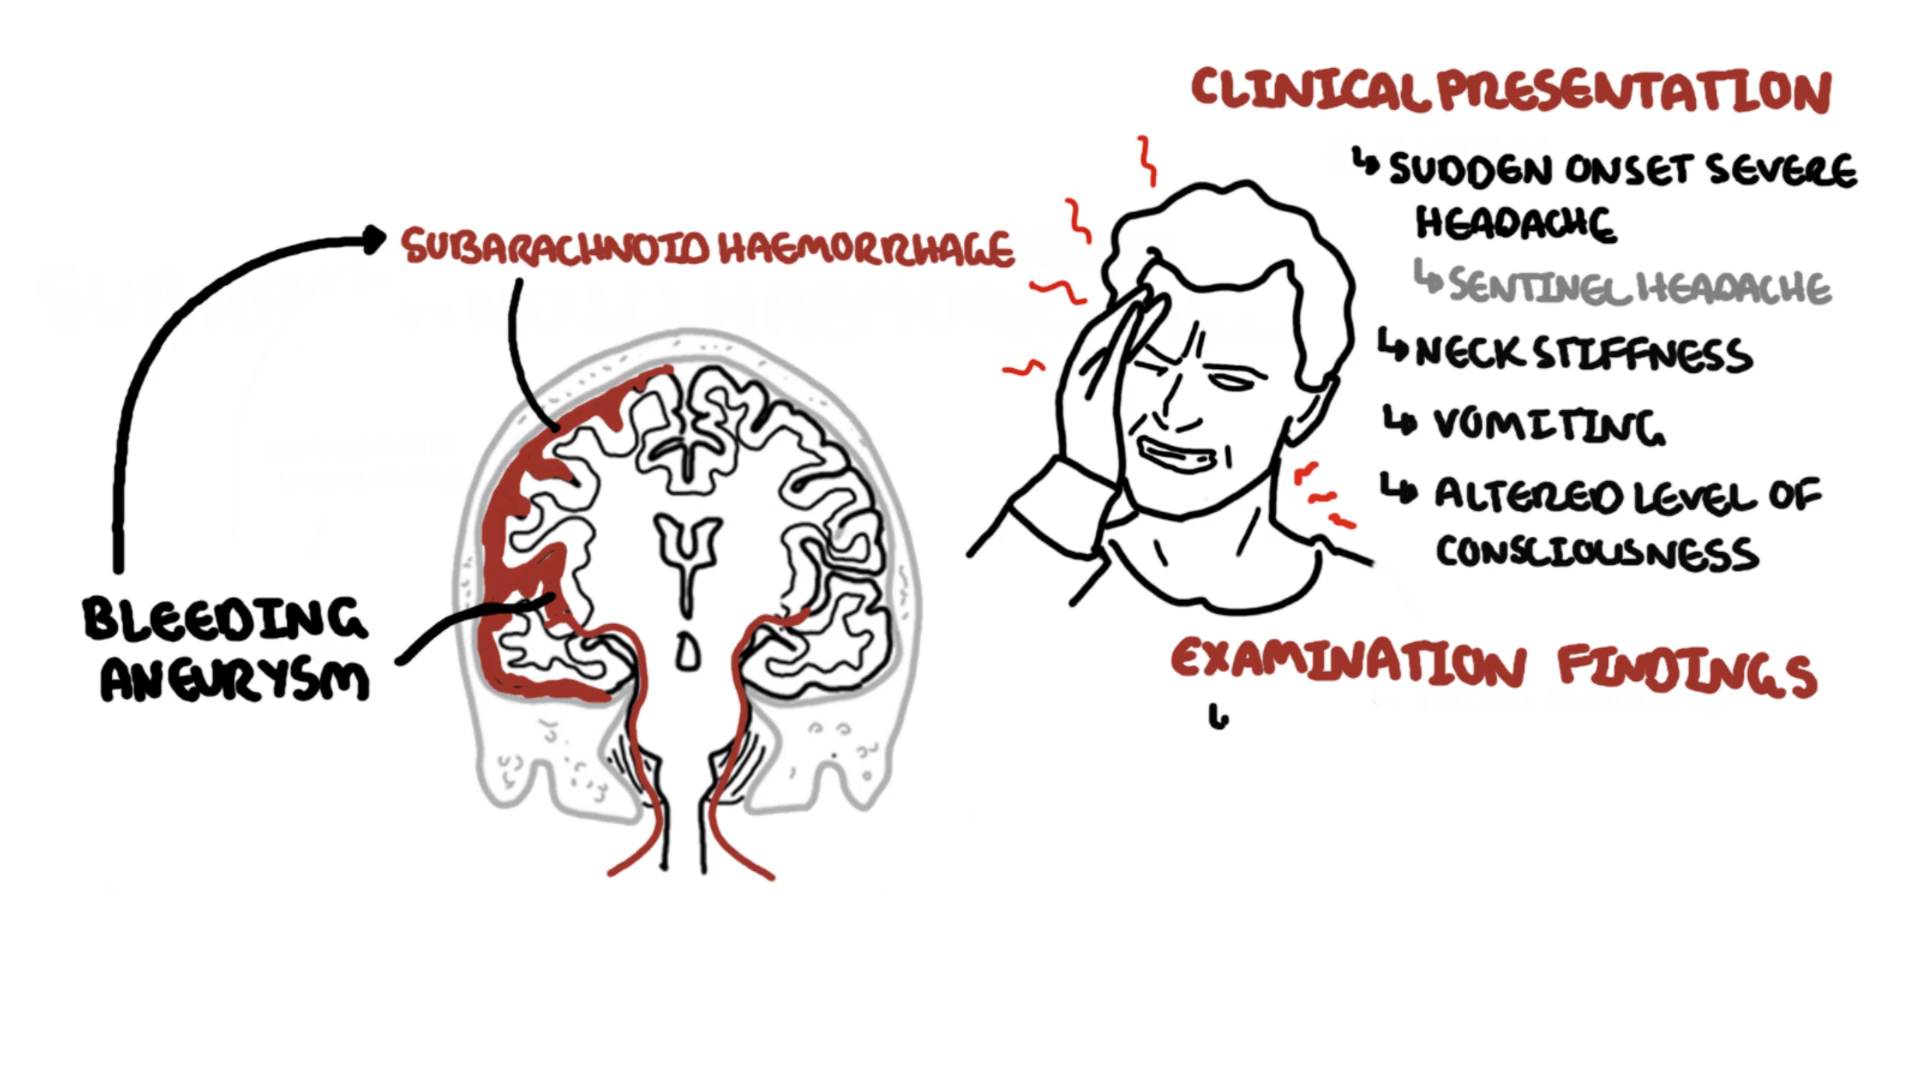 CLINICAL PRESENTATION
↳ SUDDEN ONSET SEVERE
HEADACHE
↳ SENTINEL HEADACHE
↳ NECK STIFFNESS
↳ VOMITING
↳ ALTERED LEVEL OF
CONSCIOUSNESS
SUBARACHNOID HAEMORRHAGE
BLEEDING
ANEURYSM
EXAMINATION FINDINGS
↳